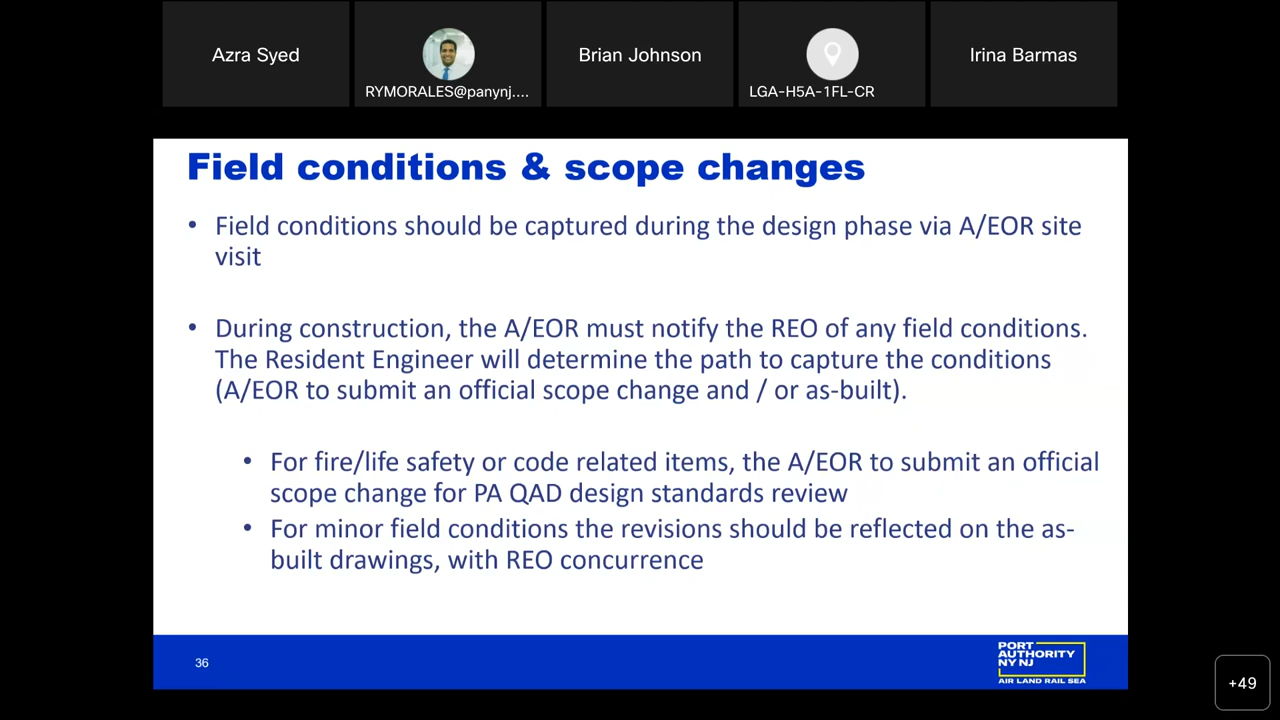 Azra Syed
RYMORALES@panynj....
Brian Johnson
LGA-H5A-1FL-CR
Irina Barmas
Field conditions & scope changes
• Field conditions should be captured during the design phase via A/EOR site
visit
• During construction, the A/EOR must notify the REO of any field conditions.
The Resident Engineer will determine the path to capture the conditions
(A/EOR to submit an official scope change and / or as-built).
• For fire/life safety or code related items, the A/EOR to submit an official
scope change for PA QAD design standards review
• For minor field conditions the revisions should be reflected on the as-
built drawings, with REO concurrence
36
PORT
AUTHORITY
NY NJ
AIR LAND RAIL SEA
+49